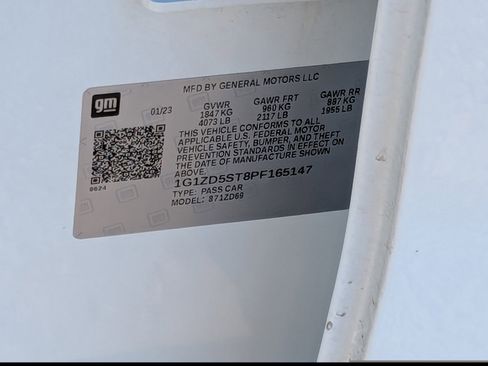 MFD BY GENERAL MOTORS LLC
gm
01/23 GVWR GAWR FRT GAWR RR
1847 KG 960 KG 887 KG
4073 LB 2117 LB 1955 LB
THIS VEHICLE CONFORMS TO ALL
APPLICABLE U.S. FEDERAL MOTOR
VEHICLE SAFETY, BUMPER, AND THEFT
PREVENTION STANDARDS IN EFFECT ON
THE DATE OF MANUFACTURE SHOWN
ABOVE.
0624
1G1ZD5ST8PF165147
TYPE: PASS CAR
MODEL: 871ZD69